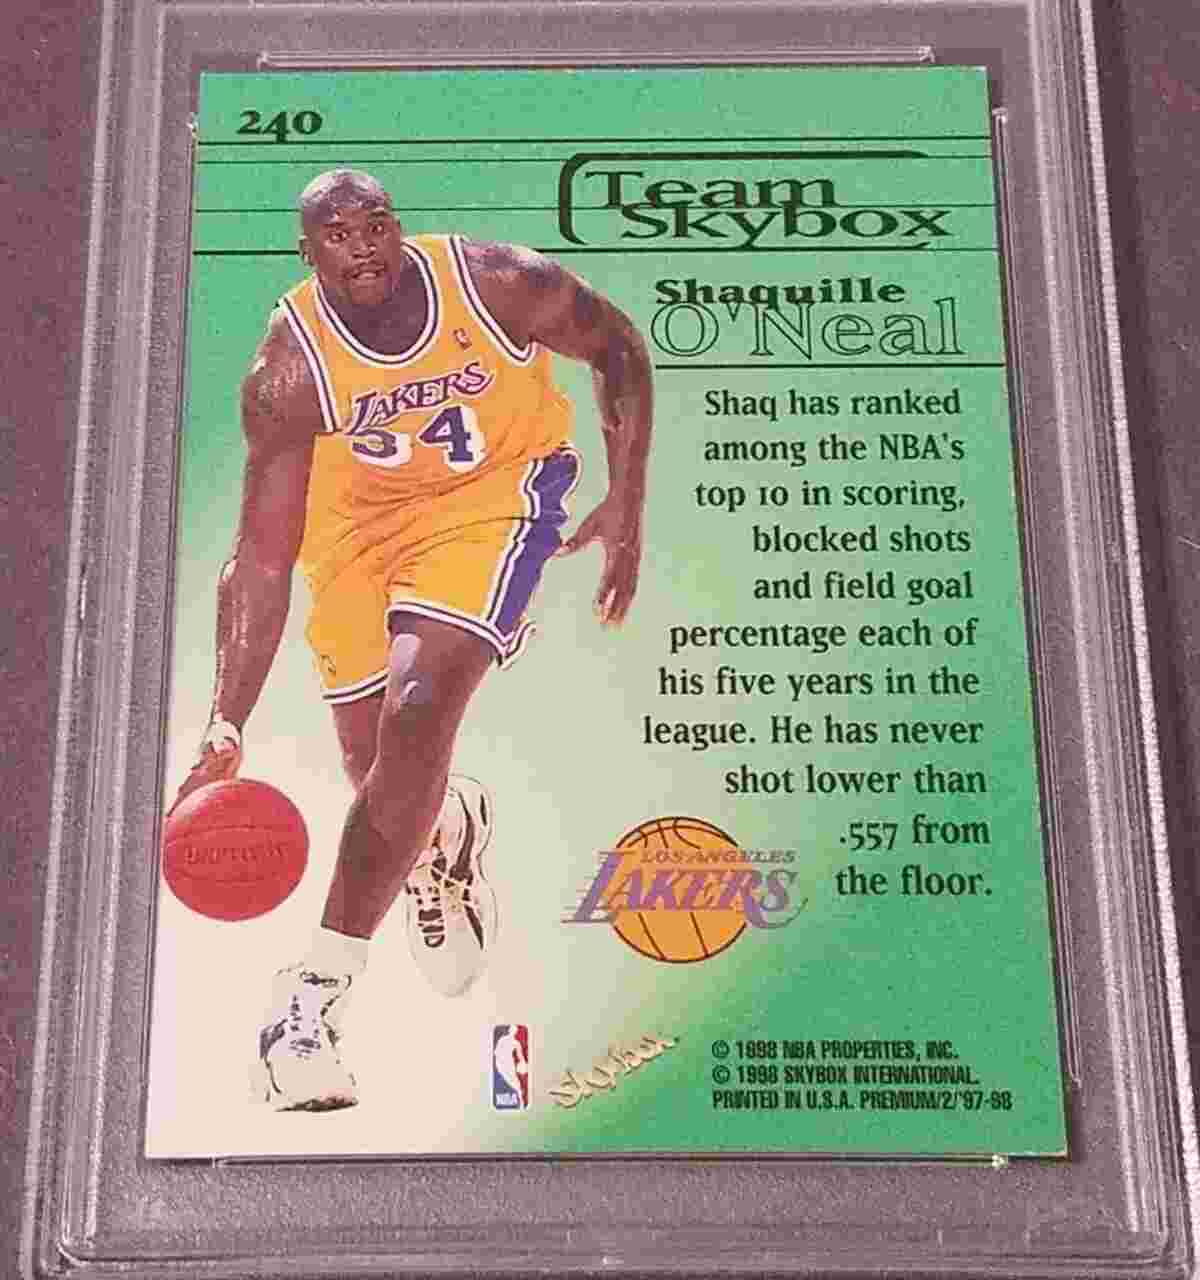 240
Team
Skybox
Shaquille
O'Neal
Shaq has ranked
among the NBA's
top 10 in scoring,
blocked shots
and field goal
percentage each of
his five years in the
league. He has never
shot lower than
.557 from
the floor.
LAKERS
34
LOS ANGELES
LAKERS
NBA
Skybox
© 1998 NBA PROPERTIES, INC.
© 1998 SKYBOX INTERNATIONAL.
PRINTED IN U.S.A. PREMIUM/2/'97-98